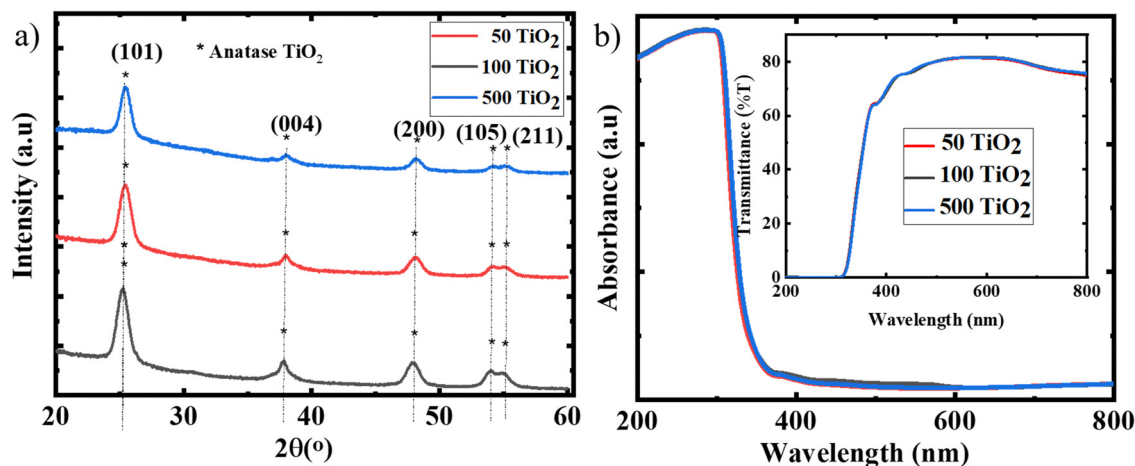 a)
(101)
* Anatase TiO₂
50 TiO₂
100 TiO₂
500 TiO₂
(004)
(200)
(105)
(211)
Intensity (a.u)
20 30 40 50 60
2θ(°)
b)
Absorbance (a.u)
200 400 600 800
Wavelength (nm)
Transmittance (%T)
80
60
40
20
0
50 TiO₂
100 TiO₂
500 TiO₂
200 400 600 800
Wavelength (nm)